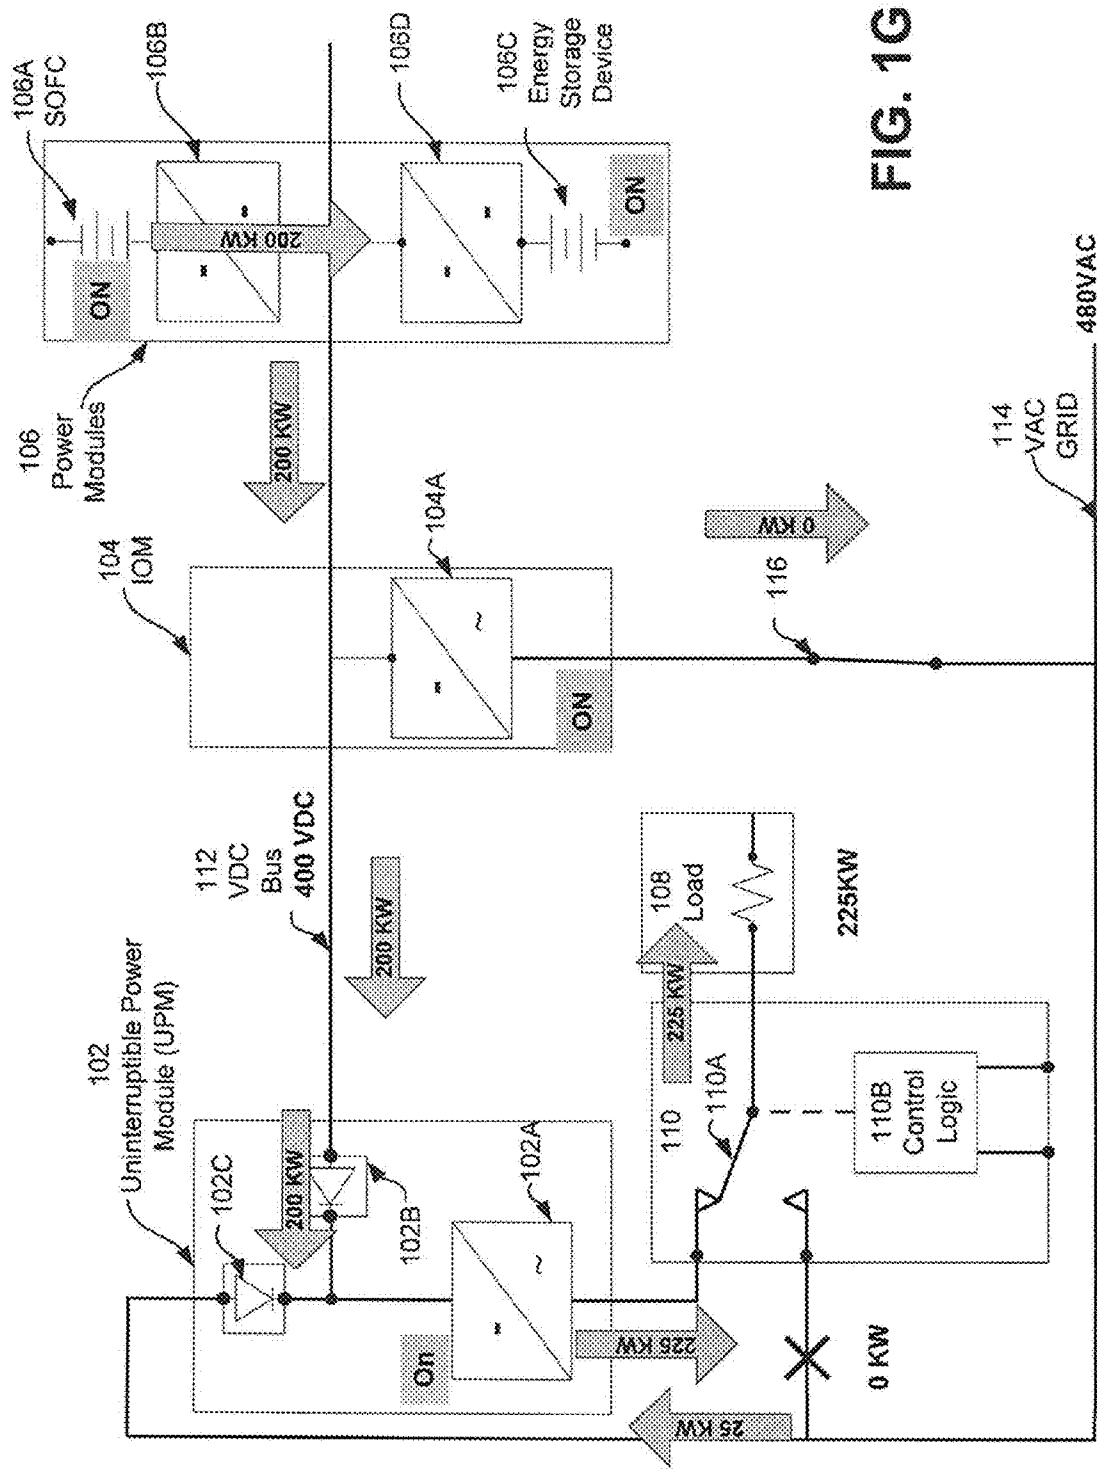 102
Uninterruptible Power
Module (UPM)
102C
200 KW
102B
On
102A
225 KW
25 KW
0 KW
112
VDC
Bus
400 VDC
200 KW
110
110A
110B
Control
Logic
225 KW
108
Load
225KW
104
IOM
104A
ON
116
0 KW
200 KW
106
Power
Modules
106A
SOFC
ON
106B
200 KW
106D
106C
Energy
Storage
Device
ON
114
VAC
GRID
480VAC
FIG. 1G